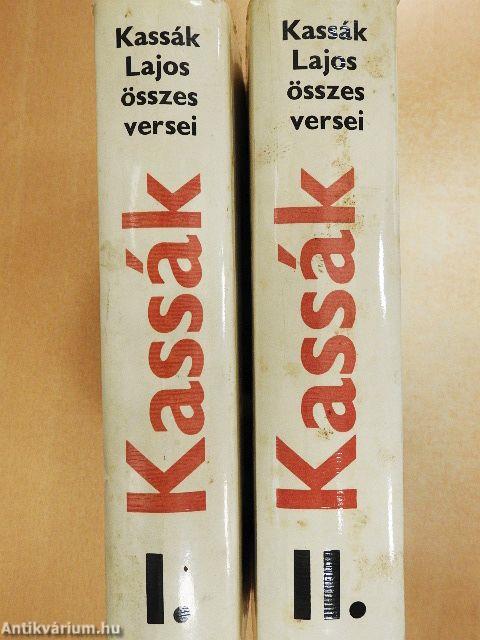 Kassák
Lajos
összes
versei
Kassák
I.
Kassák
Lajos
összes
versei
Kassák
II.
Antikvárium.hu